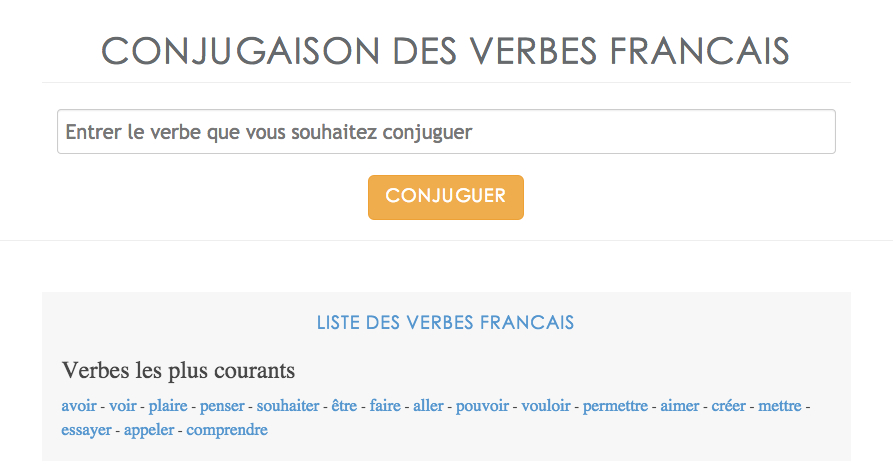 CONJUGAISON DES VERBES FRANCAIS
Entrer le verbe que vous souhaitez conjuguer
CONJUGUER
LISTE DES VERBES FRANCAIS
Verbes les plus courants
avoir - voir - plaire - penser - souhaiter - être - faire - aller - pouvoir - vouloir - permettre - aimer - créer - mettre -
essayer - appeler - comprendre